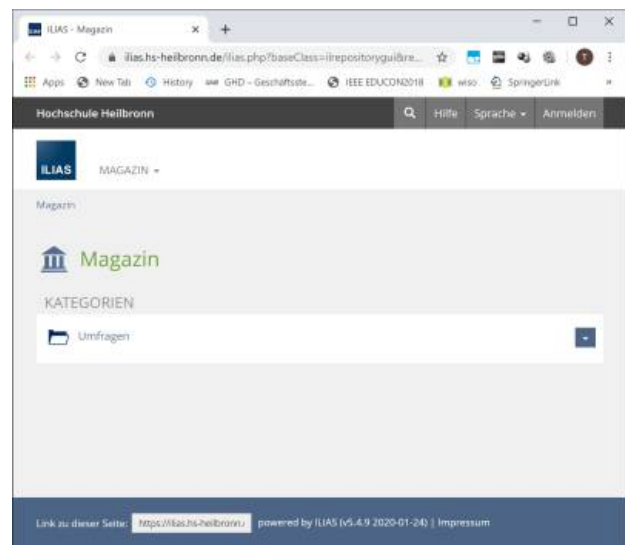 ILIAS - Magazin
ilias.hs-heilbronn.de/ilias.php?baseClass=ilrepositorygui&re...
Apps New Tab History GHD - Geschäftsste... IEEE EDUCON2018 wiso. SpringerLink »
Hochschule Heilbronn Hilfe Sprache Anmelden
ILIAS MAGAZIN
Magazin
Magazin
KATEGORIEN
Umfragen
Link zu dieser Seite: https://ilias.hs-heilbronn. powered by ILIAS (v5.4.9 2020-01-24) | Impressum